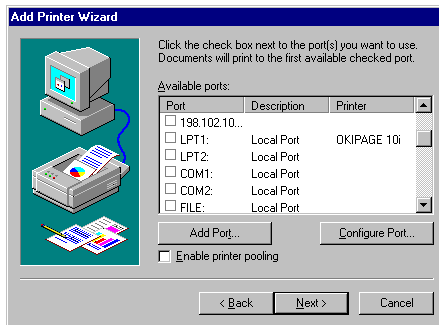 Add Printer Wizard
Click the check box next to the port(s) you want to use.
Documents will print to the first available checked port.
Available ports:
Port Description Printer
198.102.10...
LPT1: Local Port OKIPAGE 10i
LPT2: Local Port
COM1: Local Port
COM2: Local Port
FILE: Local Port
Add Port... Configure Port...
Enable printer pooling
< Back Next > Cancel